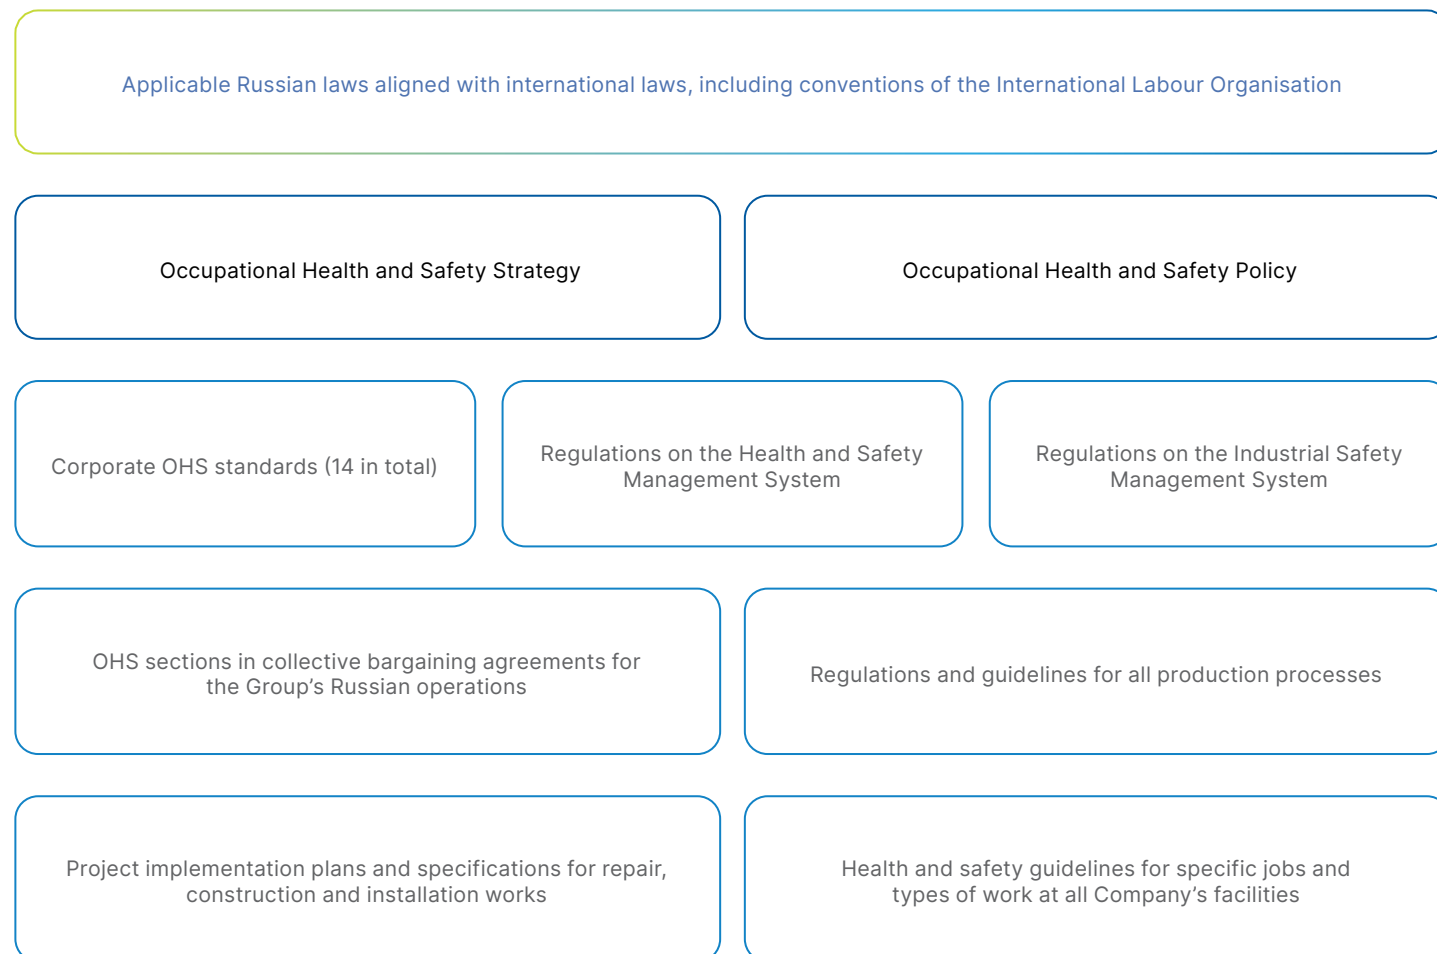 Applicable Russian laws aligned with international laws, including conventions of the International Labour Organisation
Occupational Health and Safety Strategy
Occupational Health and Safety Policy
Corporate OHS standards (14 in total)
Regulations on the Health and Safety
Management System
Regulations on the Industrial Safety
Management System
OHS sections in collective bargaining agreements for
the Group’s Russian operations
Regulations and guidelines for all production processes
Project implementation plans and specifications for repair,
construction and installation works
Health and safety guidelines for specific jobs and
types of work at all Company’s facilities